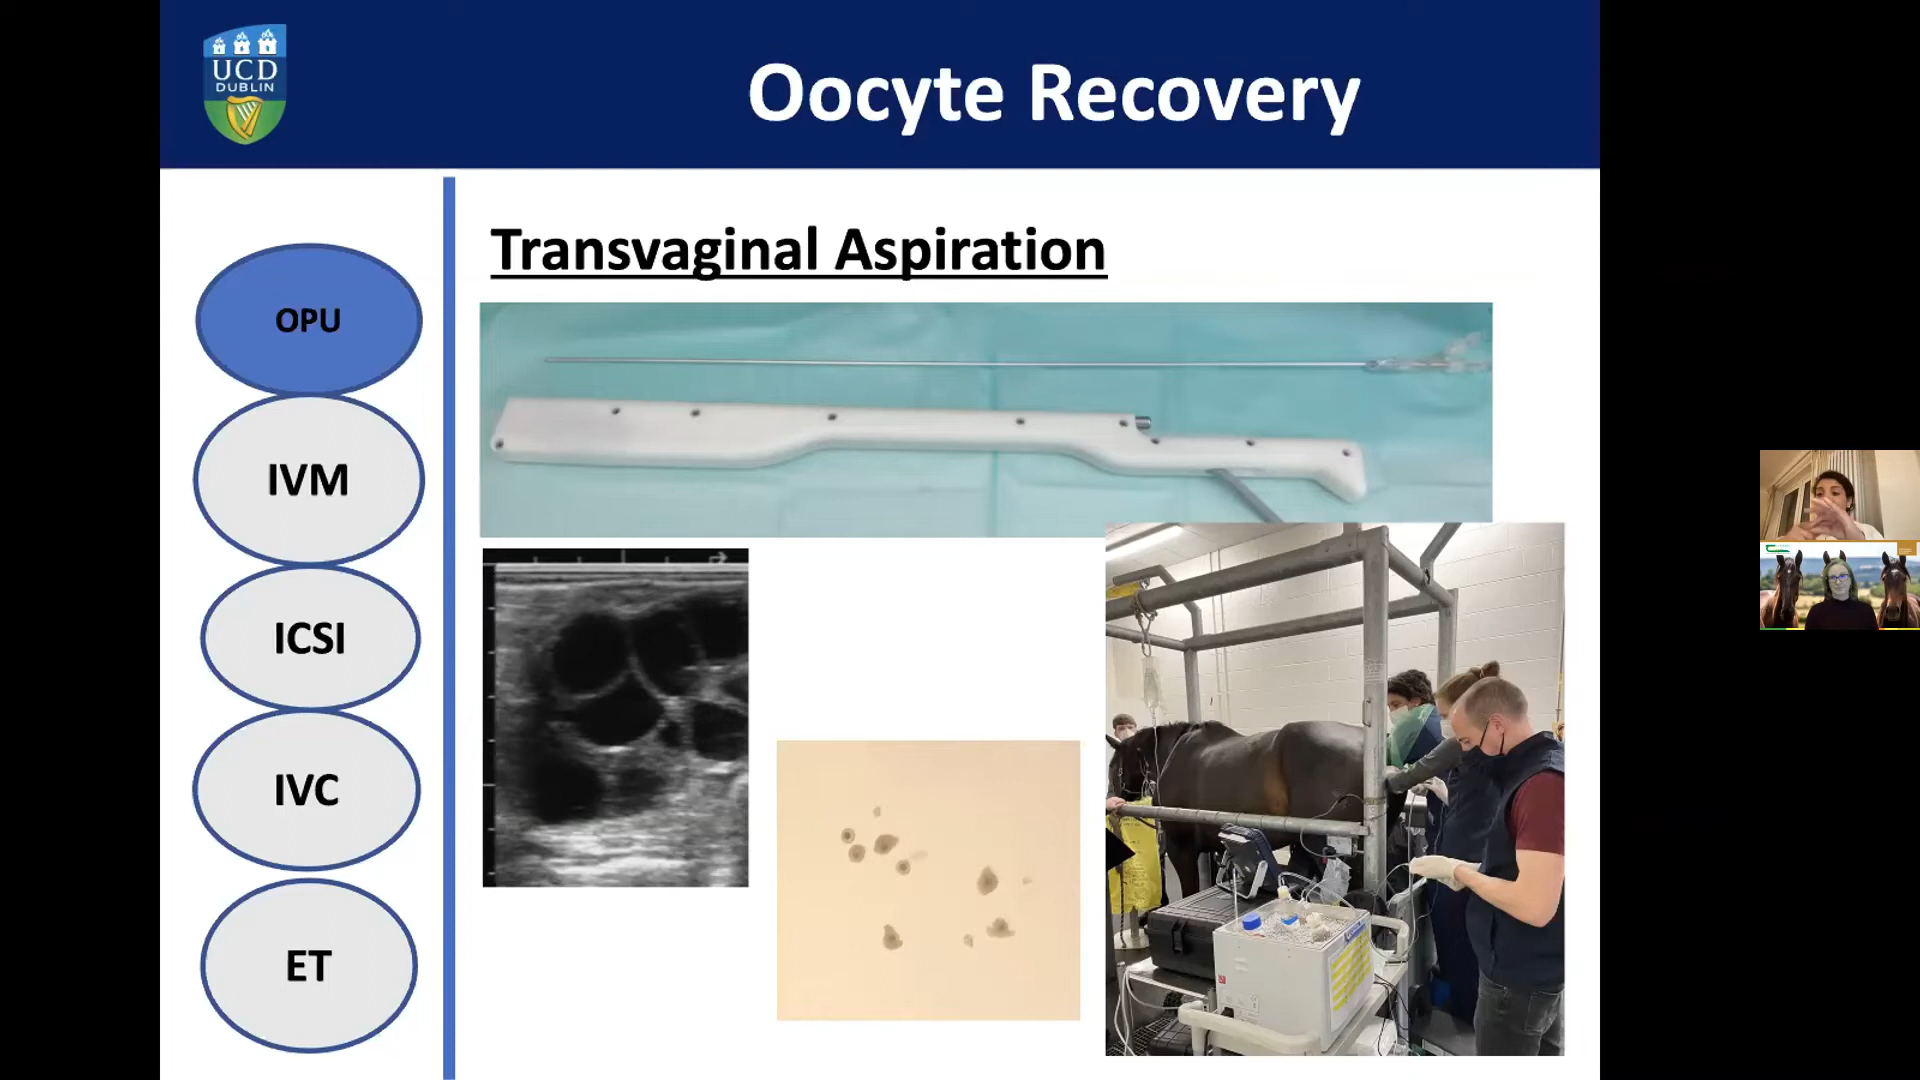 UCD
DUBLIN
Oocyte Recovery
Transvaginal Aspiration
OPU
IVM
ICSI
IVC
ET